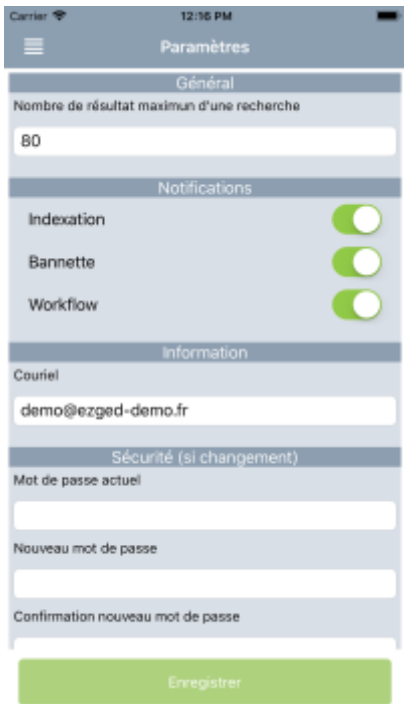 Carrier 12:16 PM
Paramètres
Général
Nombre de résultat maximun d'une recherche
80
Notifications
Indexation
Bannette
Workflow
Information
Couriel
demo@ezged-demo.fr
Sécurité (si changement)
Mot de passe actuel
Nouveau mot de passe
Confirmation nouveau mot de passe
Enregistrer